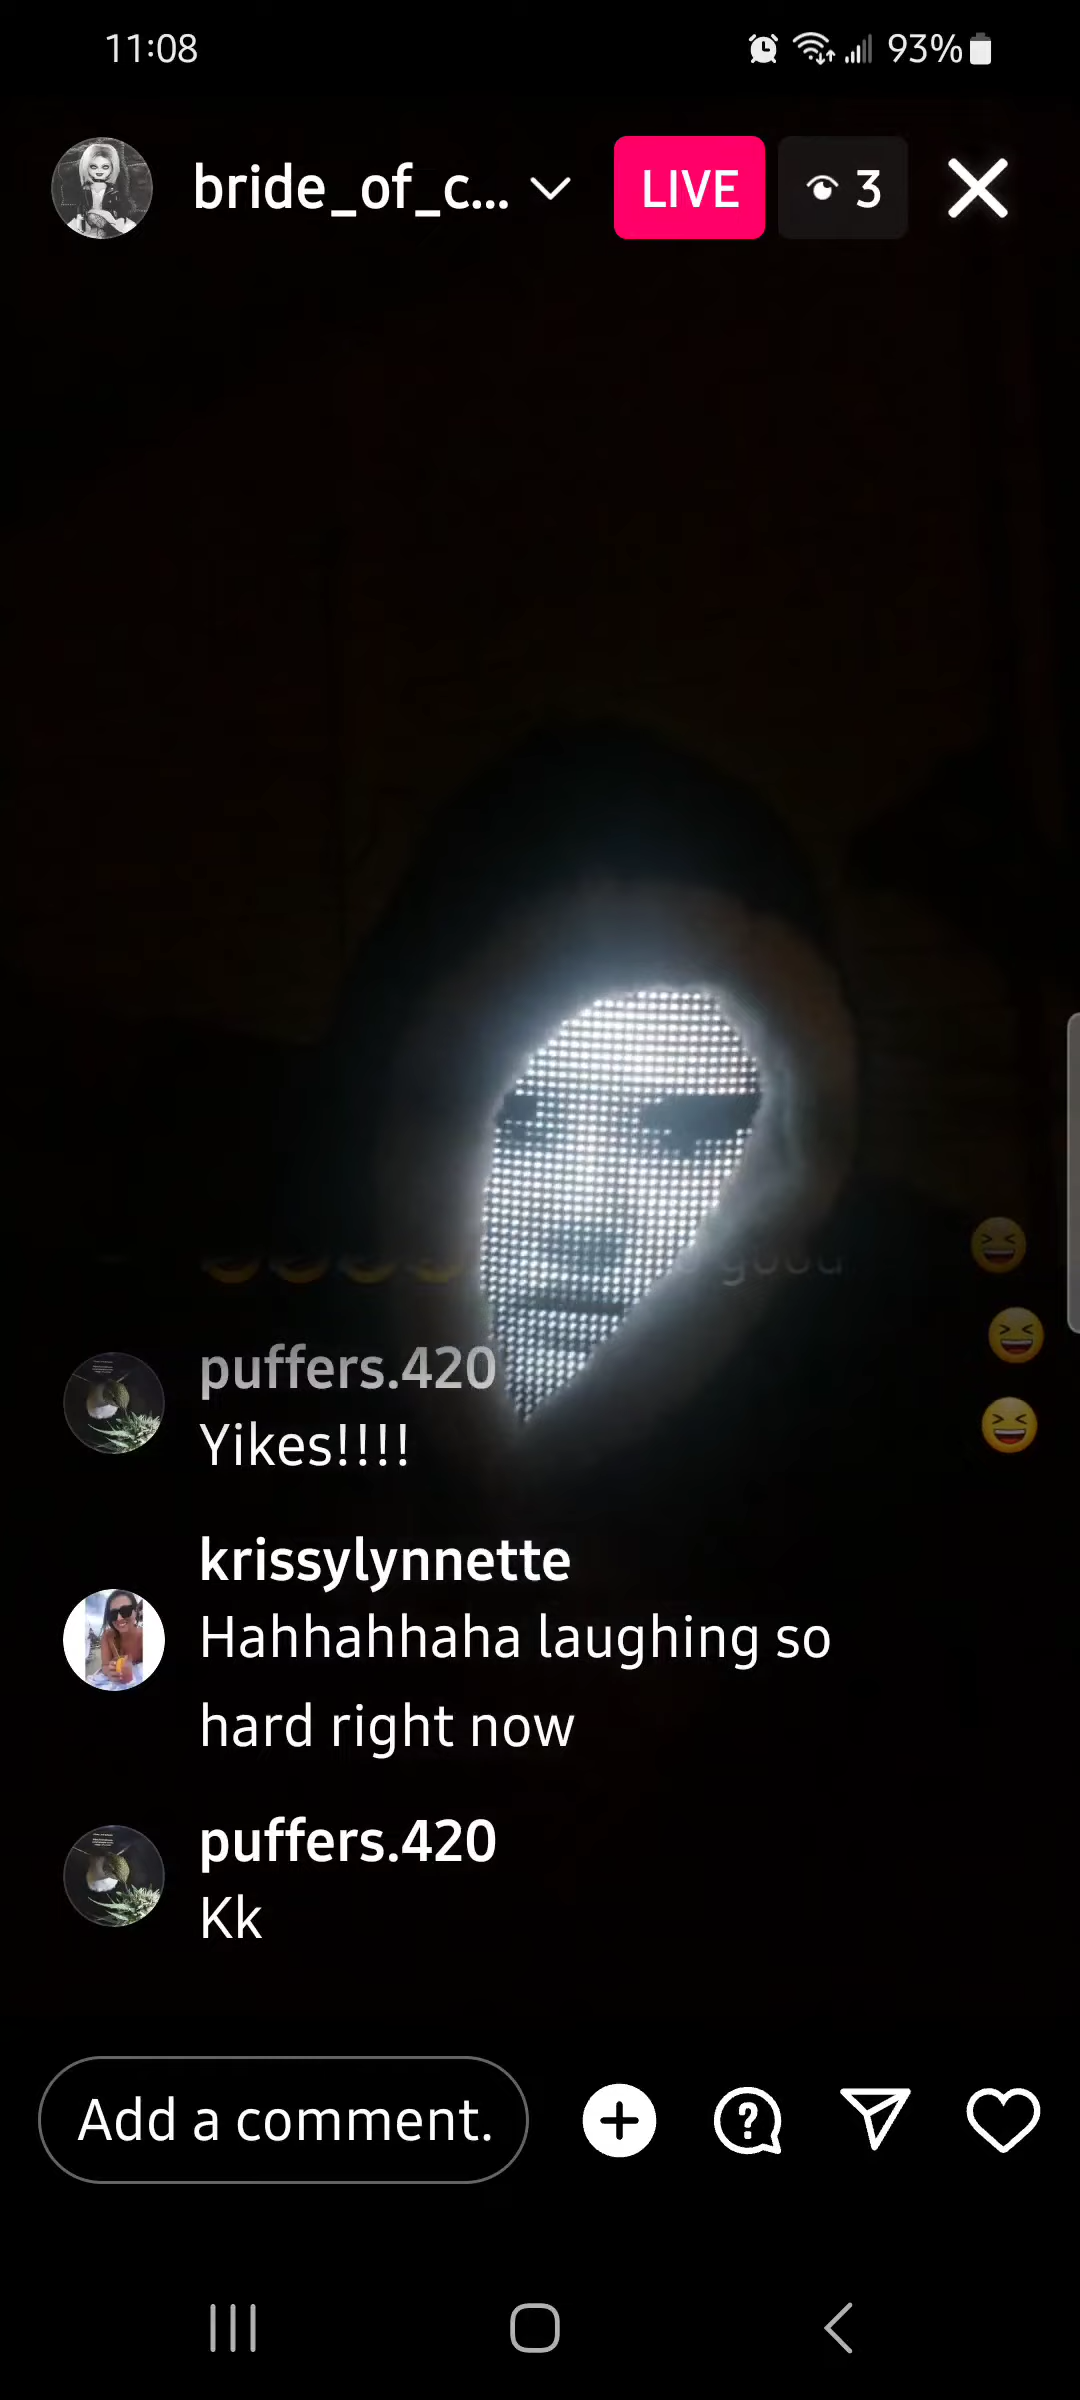 11:08
93%
bride_of_c...
LIVE
3
good
puffers.420
Yikes!!!!
krissylynnette
Hahhahhaha laughing so
hard right now
puffers.420
Kk
Add a comment.